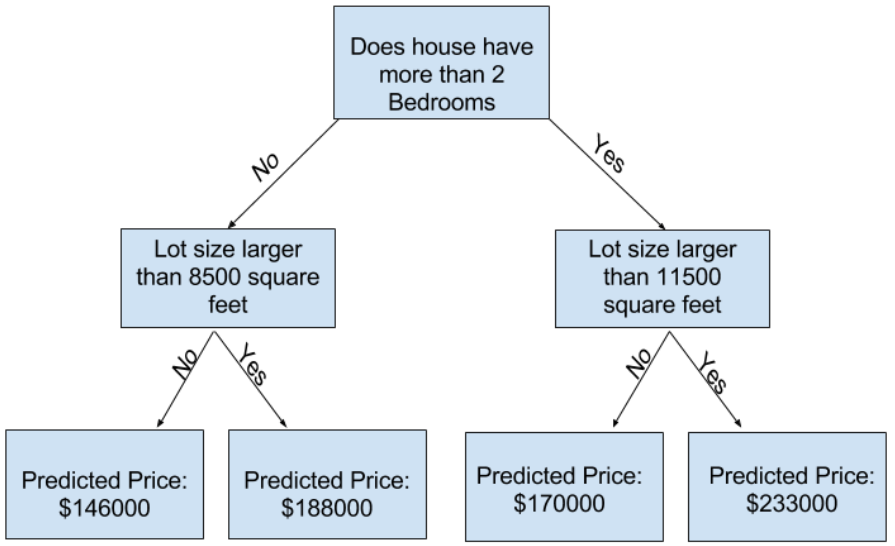 Does house have
more than 2
Bedrooms
No
Yes
Lot size larger
than 8500 square
feet
Lot size larger
than 11500
square feet
No
Yes
No
Yes
Predicted Price:
$146000
Predicted Price:
$188000
Predicted Price:
$170000
Predicted Price:
$233000